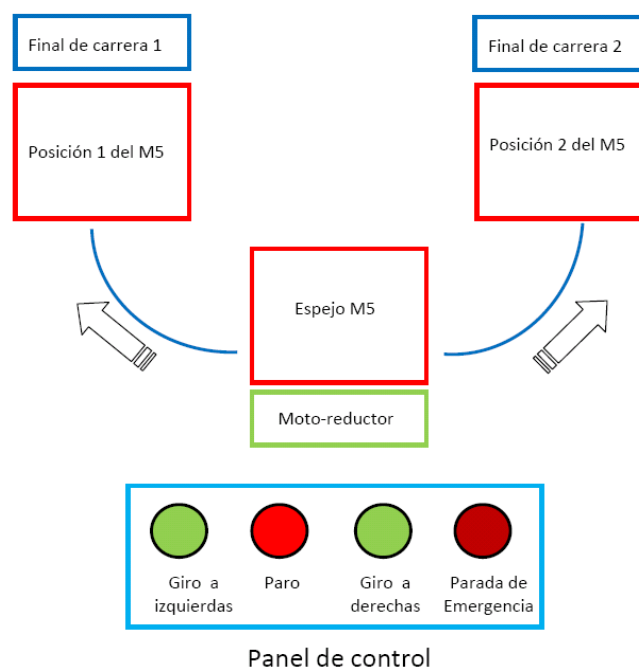 Final de carrera 1
Final de carrera 2
Posición 1 del M5
Posición 2 del M5
Espejo M5
Moto-reductor
Giro a
izquierdas
Paro
Giro a
derechas
Parada de
Emergencia
Panel de control